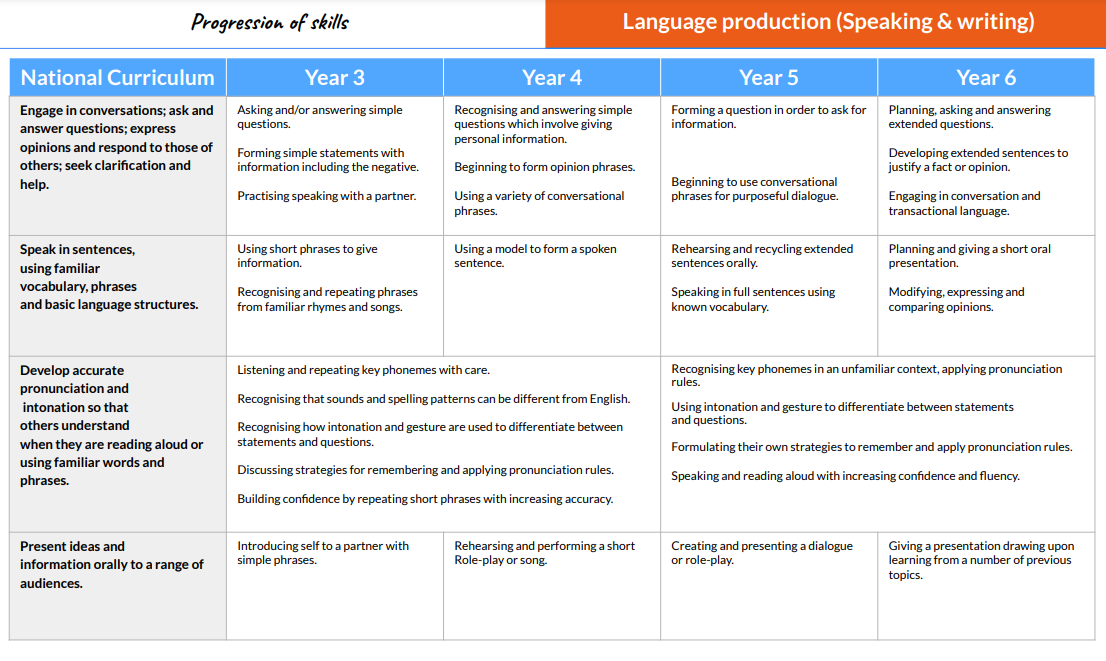 Progression of skills
Language production (Speaking & writing)
National Curriculum
Year 3
Year 4
Year 5
Year 6
Engage in conversations; ask and
answer questions; express
opinions and respond to those of
others; seek clarification and
help.
Asking and/or answering simple
questions.
Forming simple statements with
information including the negative.
Practising speaking with a partner.
Recognising and answering simple
questions which involve giving
personal information.
Beginning to form opinion phrases.
Using a variety of conversational
phrases.
Forming a question in order to ask for
information.
Beginning to use conversational
phrases for purposeful dialogue.
Planning, asking and answering
extended questions.
Developing extended sentences to
justify a fact or opinion.
Engaging in conversation and
transactional language.
Speak in sentences,
using familiar
vocabulary, phrases
and basic language structures.
Using short phrases to give
information.
Recognising and repeating phrases
from familiar rhymes and songs.
Using a model to form a spoken
sentence.
Rehearsing and recycling extended
sentences orally.
Speaking in full sentences using
known vocabulary.
Planning and giving a short oral
presentation.
Modifying, expressing and
comparing opinions.
Develop accurate
pronunciation and
intonation so that
others understand
when they are reading aloud or
using familiar words and
phrases.
Listening and repeating key phonemes with care.
Recognising that sounds and spelling patterns can be different from English.
Recognising how intonation and gesture are used to differentiate between
statements and questions.
Discussing strategies for remembering and applying pronunciation rules.
Building confidence by repeating short phrases with increasing accuracy.
Recognising key phonemes in an unfamiliar context, applying pronunciation
rules.
Using intonation and gesture to differentiate between statements
and questions.
Formulating their own strategies to remember and apply pronunciation rules.
Speaking and reading aloud with increasing confidence and fluency.
Present ideas and
information orally to a range of
audiences.
Introducing self to a partner with
simple phrases.
Rehearsing and performing a short
Role-play or song.
Creating and presenting a dialogue
or role-play.
Giving a presentation drawing upon
learning from a number of previous
topics.